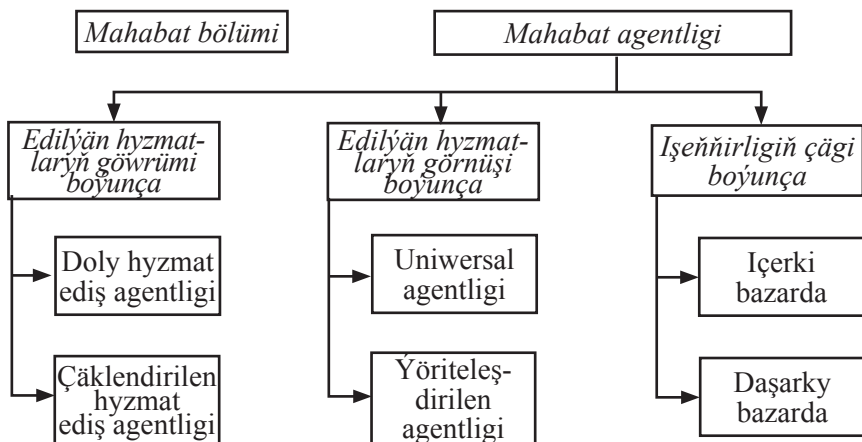 Mahabat bölümi
Mahabat agentligi
Edilýän hyzmat-
laryň göwrümi
boýunça
Edilýän hyzmat-
laryň görnüşi
boýunça
Işeňňirligiň çägi
boýunça
Doly hyzmat
ediş agentligi
Uniwersal
agentligi
Içerki
bazarda
Çäklendirilen
hyzmat
ediş agentligi
Ýöriteleş-
dirilen
agentligi
Daşarky
bazarda